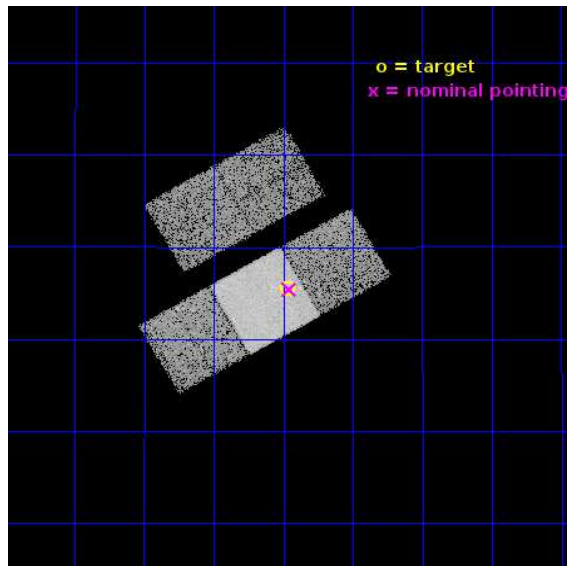 o = target
x = nominal pointing